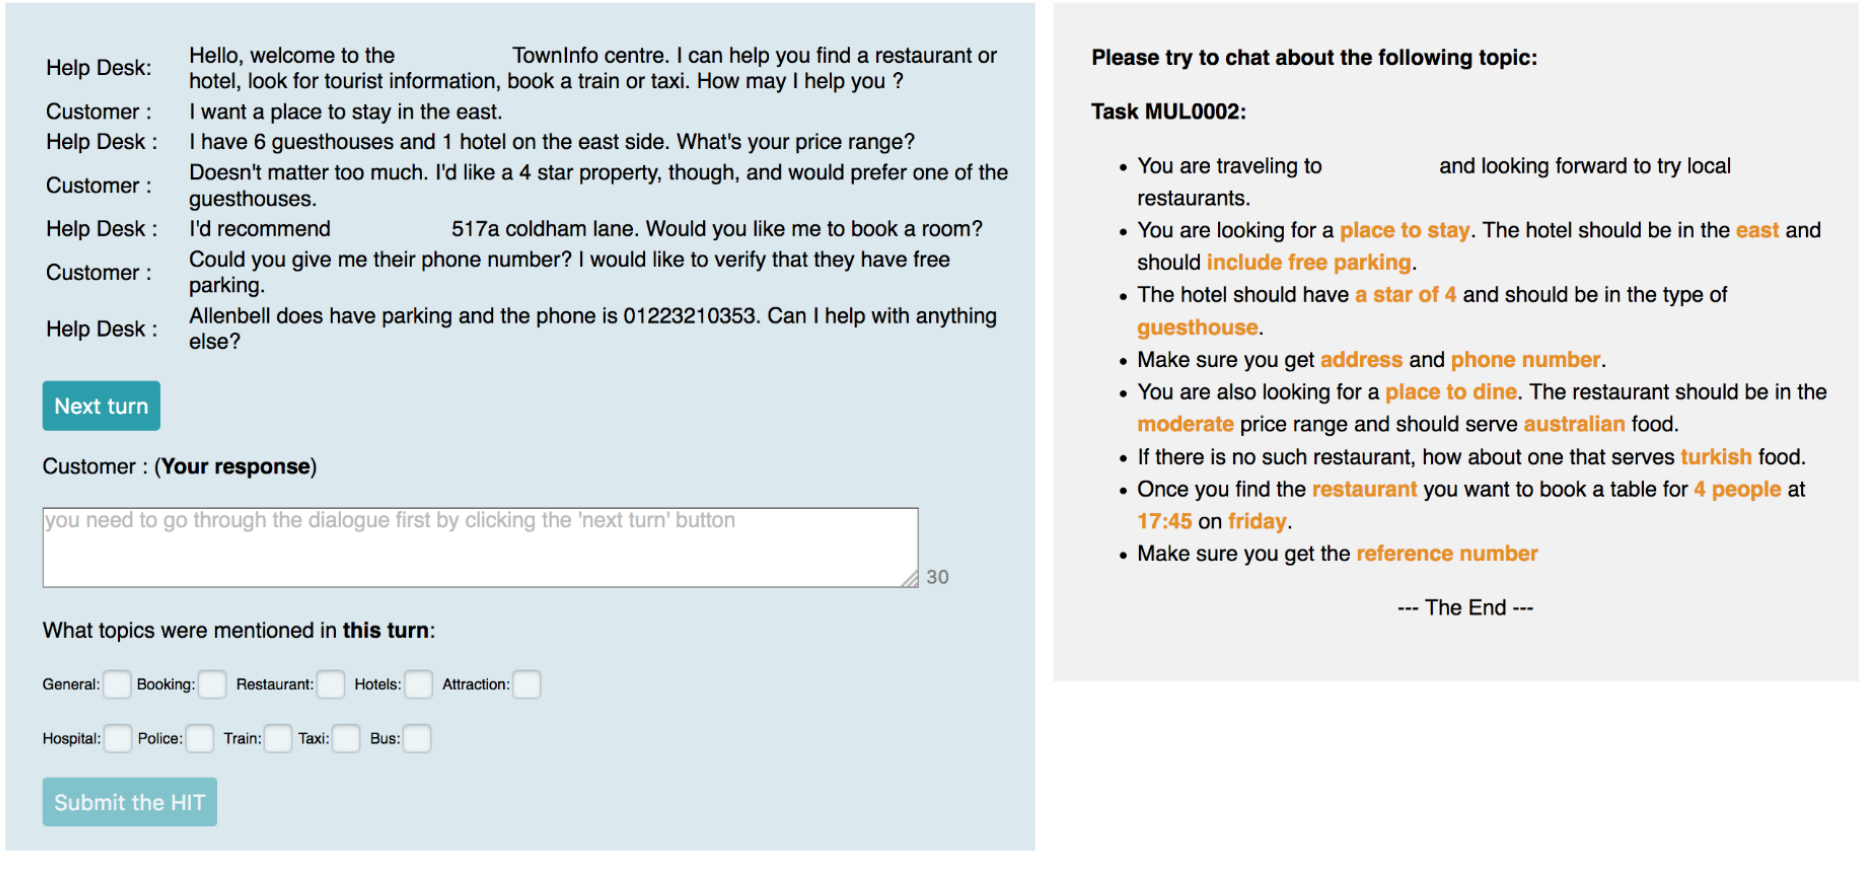 Help Desk: Hello, welcome to the TownInfo centre. I can help you find a restaurant or
hotel, look for tourist information, book a train or taxi. How may I help you ?
Customer : I want a place to stay in the east.
Help Desk : I have 6 guesthouses and 1 hotel on the east side. What's your price range?
Customer : Doesn't matter too much. I'd like a 4 star property, though, and would prefer one of the
guesthouses.
Help Desk : I'd recommend 517a coldham lane. Would you like me to book a room?
Customer : Could you give me their phone number? I would like to verify that they have free
parking.
Help Desk : Allenbell does have parking and the phone is 01223210353. Can I help with anything
else?
Next turn
Customer : (Your response)
you need to go through the dialogue first by clicking the 'next turn' button
30
What topics were mentioned in this turn:
General: Booking: Restaurant: Hotels: Attraction:
Hospital: Police: Train: Taxi: Bus:
Submit the HIT
Please try to chat about the following topic:
Task MUL0002:
• You are traveling to and looking forward to try local
restaurants.
• You are looking for a place to stay. The hotel should be in the east and
should include free parking.
• The hotel should have a star of 4 and should be in the type of
guesthouse.
• Make sure you get address and phone number.
• You are also looking for a place to dine. The restaurant should be in the
moderate price range and should serve australian food.
• If there is no such restaurant, how about one that serves turkish food.
• Once you find the restaurant you want to book a table for 4 people at
17:45 on friday.
• Make sure you get the reference number
--- The End ---